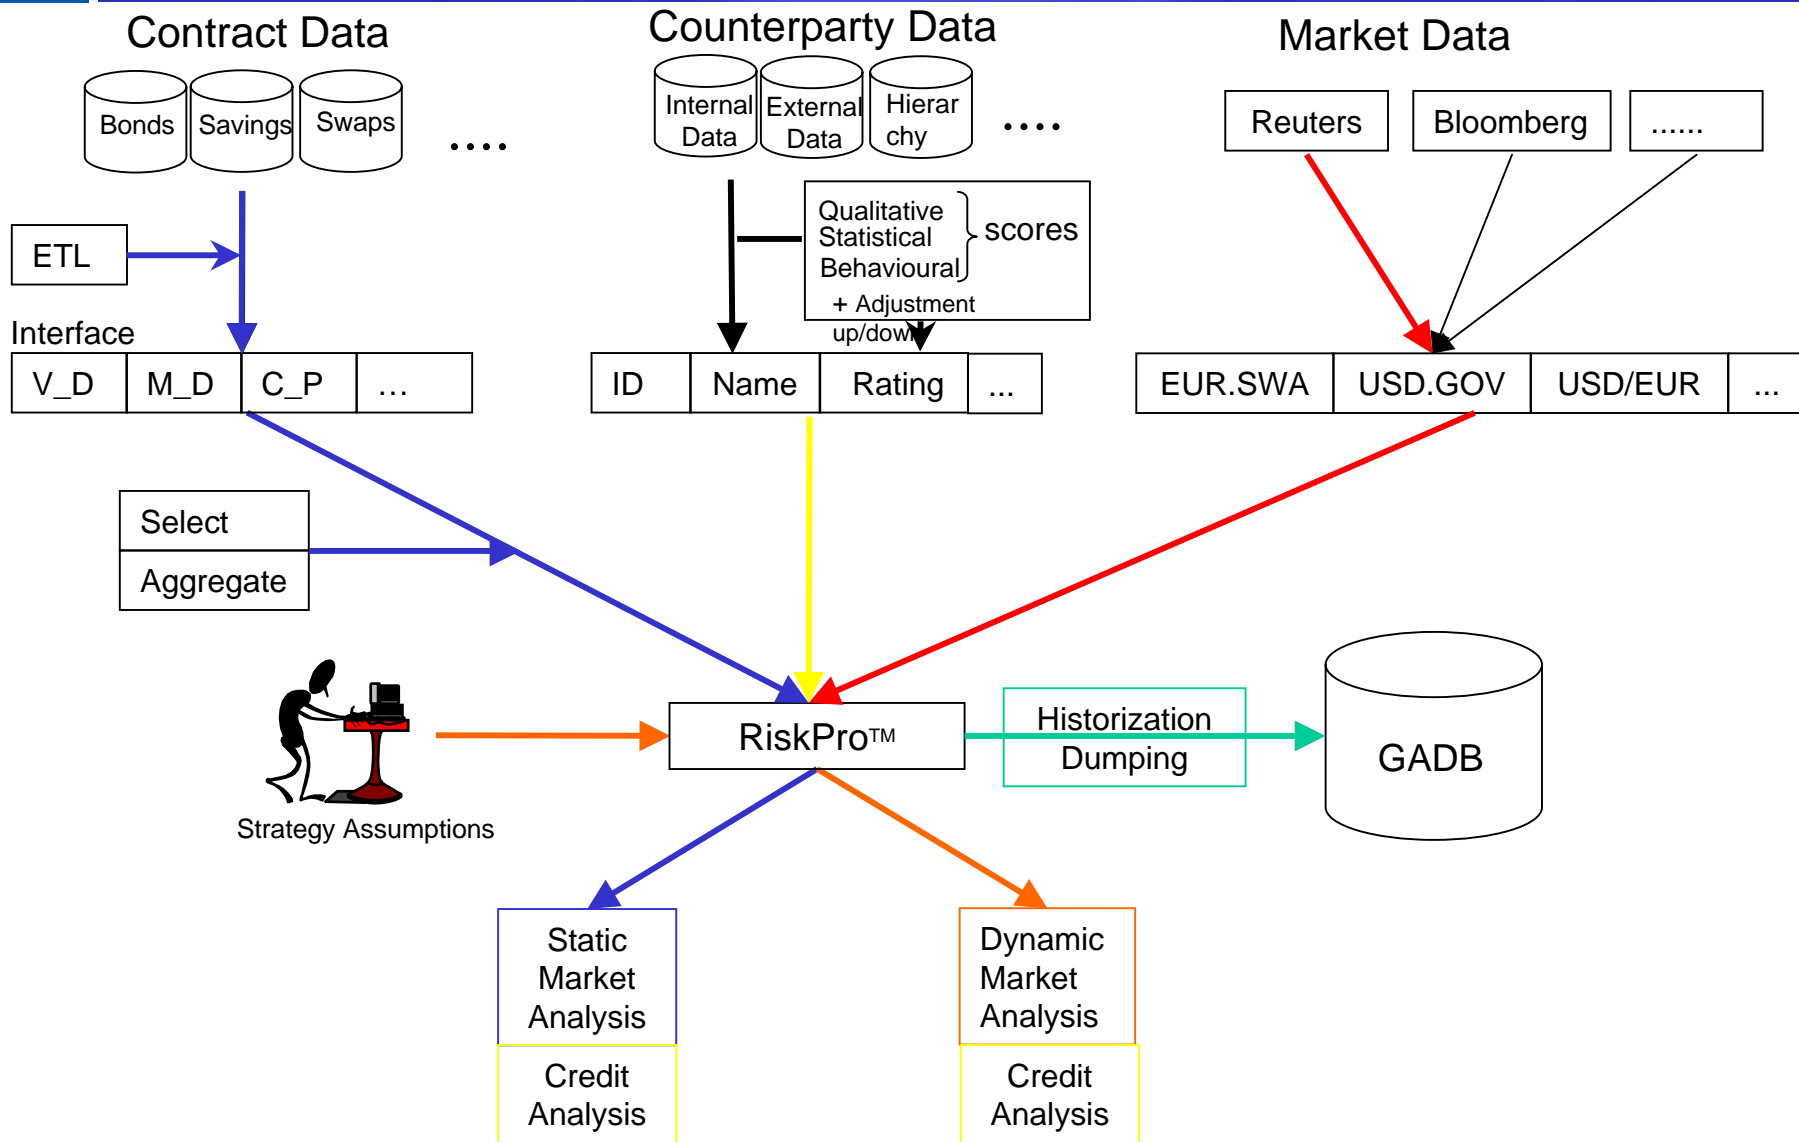 Contract Data
Counterparty Data
Market Data
Bonds
Savings
Swaps
....
Internal
Data
External
Data
Hierar
chy
....
Reuters
Bloomberg
......
ETL
Qualitative
Statistical
Behavioural
scores
+ Adjustment
up/down
Interface
V_D
M_D
C_P
...
ID
Name
Rating
...
EUR.SWA
USD.GOV
USD/EUR
...
Select
Aggregate
Strategy Assumptions
RiskPro™
Historization
Dumping
GADB
Static
Market
Analysis
Credit
Analysis
Dynamic
Market
Analysis
Credit
Analysis